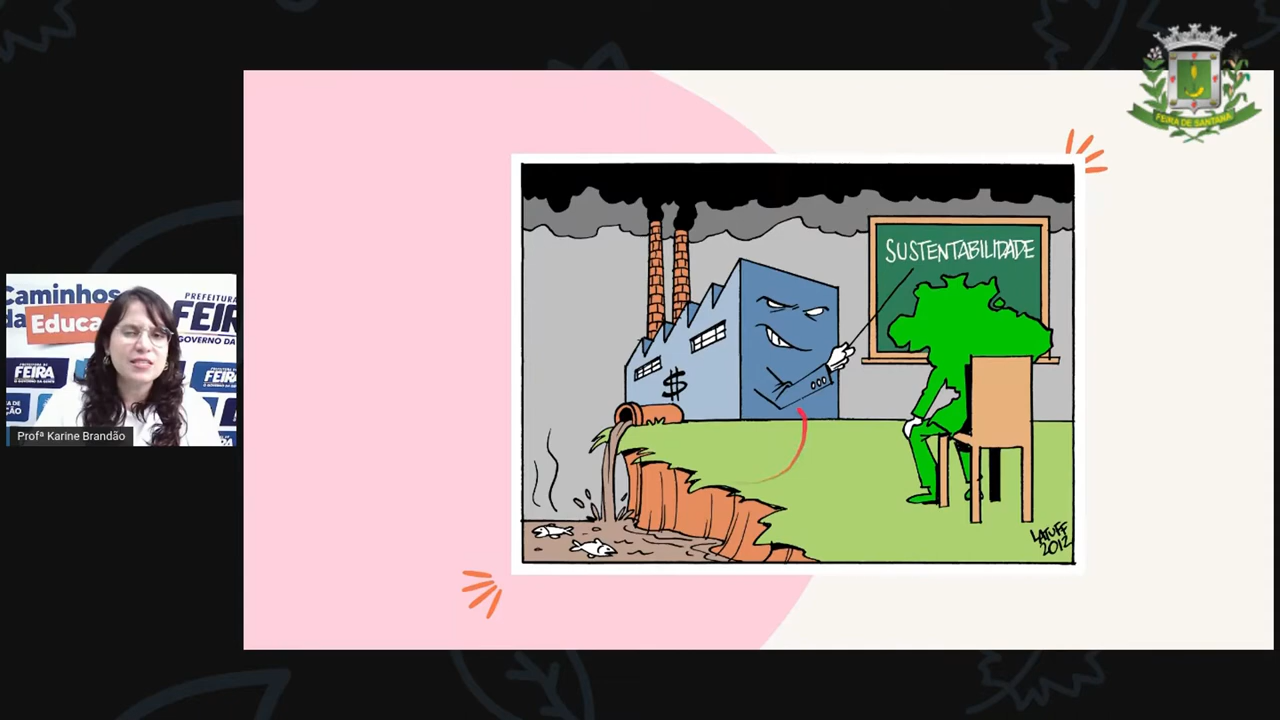 FEIRA DE SANTANA
SUSTENTABILIDADE
$
LATUFF
2012
Caminhos
da Educa
PREFEITURA
FEIR
GOVERNO DA
FEIRA
FEIRA
Profª Karine Brandão